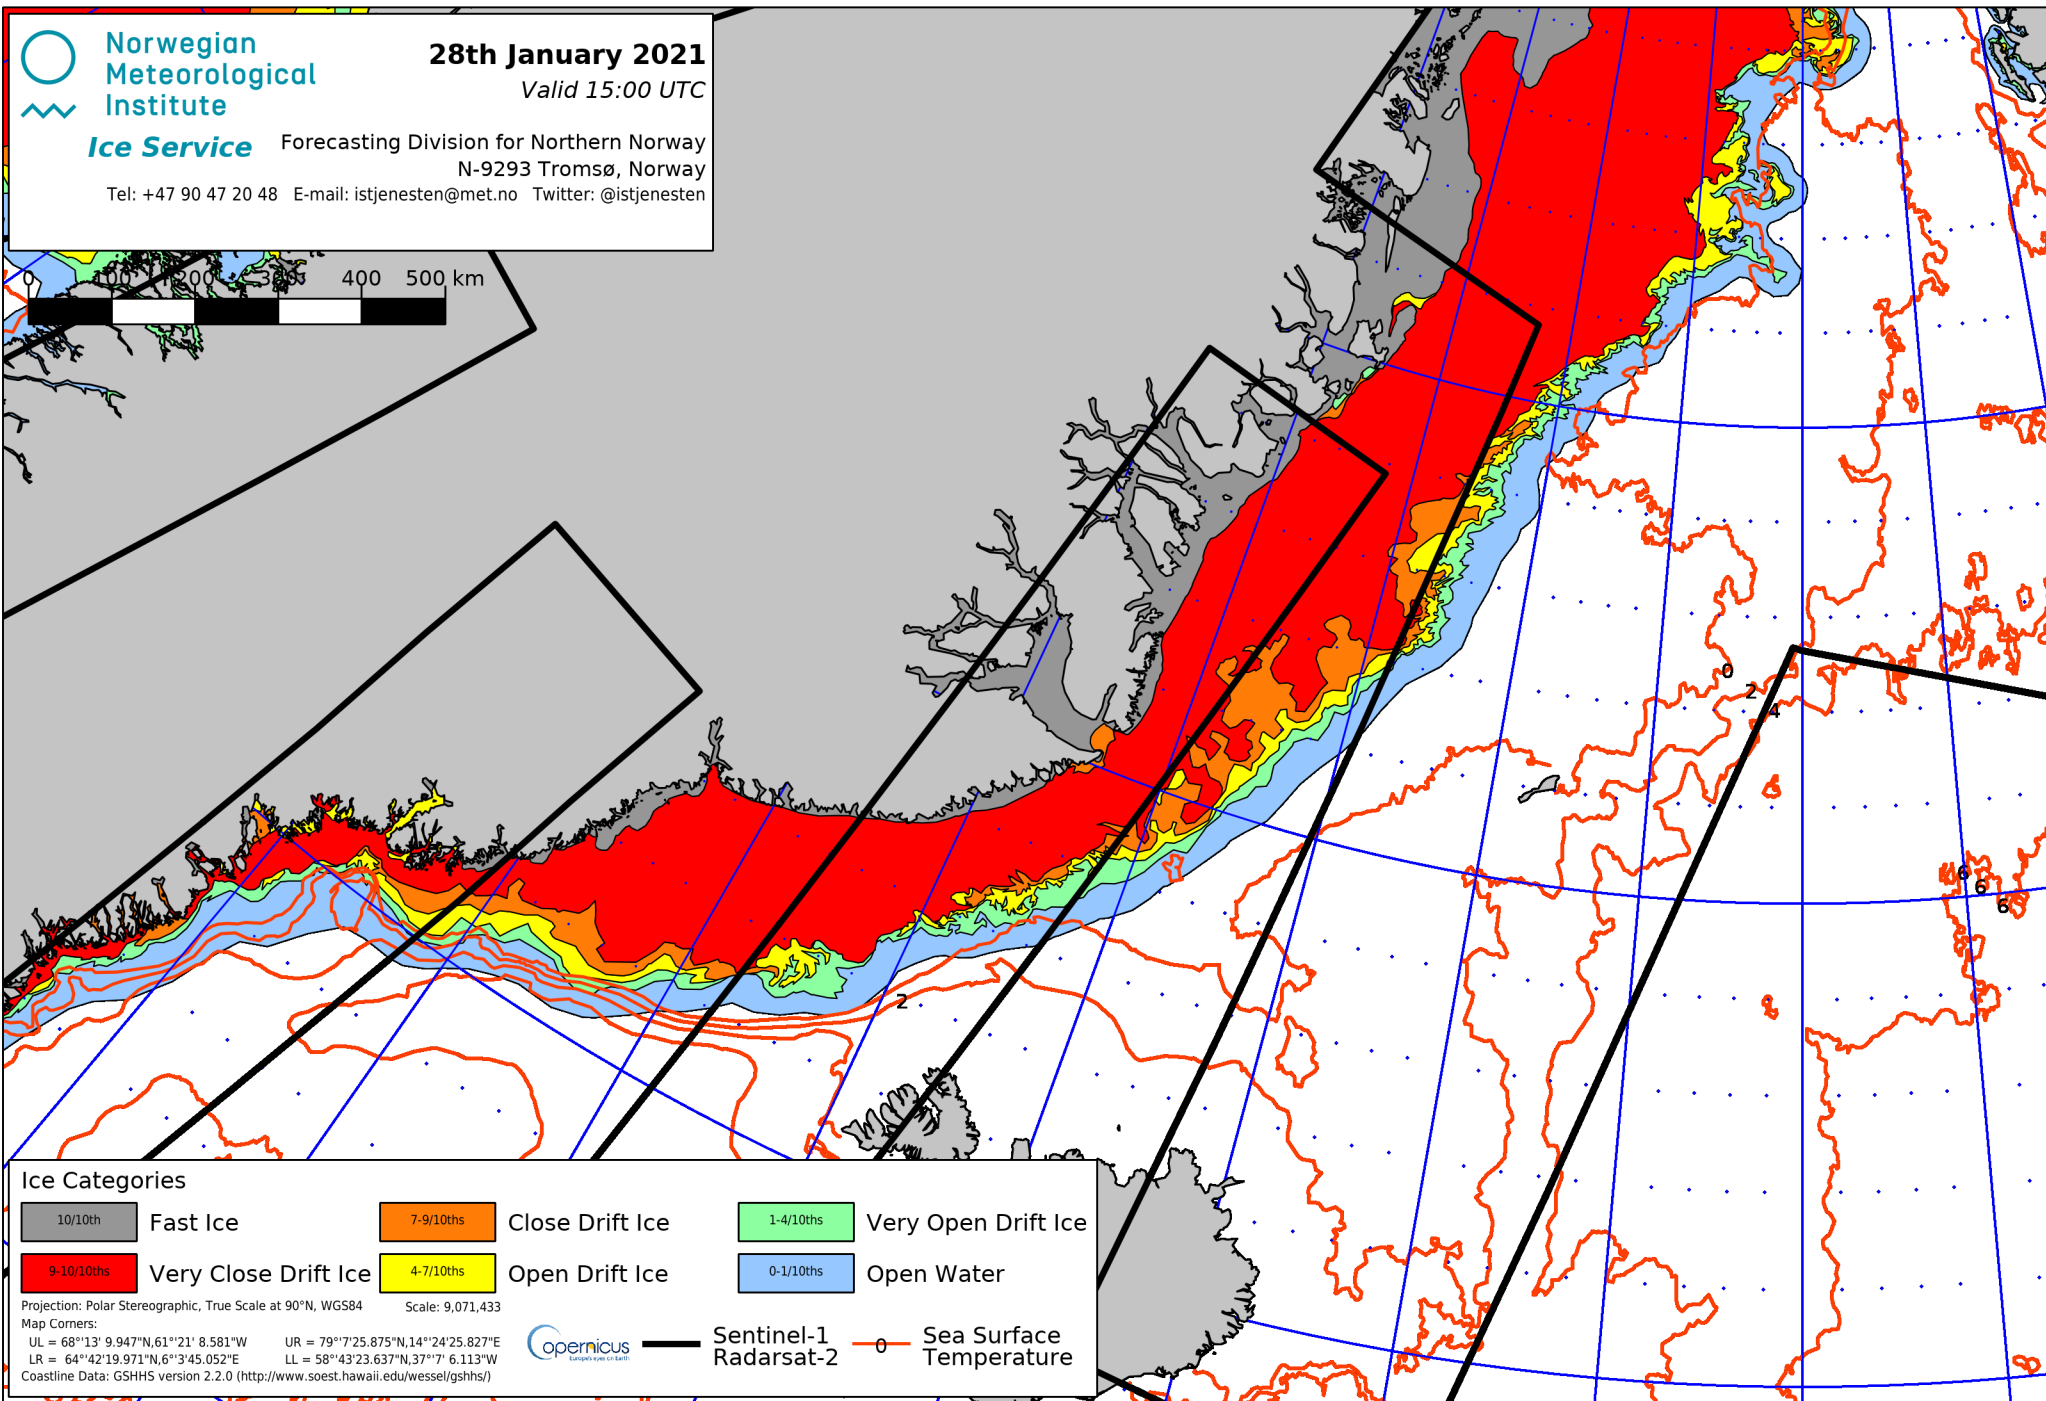 Norwegian
Meteorological
Institute
Ice Service
28th January 2021
Valid 15:00 UTC
Forecasting Division for Northern Norway
N-9293 Tromsø, Norway
Tel: +47 90 47 20 48 E-mail: istjenesten@met.no Twitter: @istjenesten
0 100 200 300 400 500 km
0
2
4
6
6
6
2
Ice Categories
10/10th Fast Ice 7-9/10ths Close Drift Ice 1-4/10ths Very Open Drift Ice
9-10/10ths Very Close Drift Ice 4-7/10ths Open Drift Ice 0-1/10ths Open Water
Projection: Polar Stereographic, True Scale at 90°N, WGS84 Scale: 9,071,433
Map Corners:
UL = 68°13' 9.947"N,61°21' 8.581"W UR = 79°7'25.875"N,14°24'25.827"E
LR = 64°42'19.971"N,6°3'45.052"E LL = 58°43'23.637"N,37°7' 6.113"W
Coastline Data: GSHHS version 2.2.0 (http://www.soest.hawaii.edu/wessel/gshhs/)
Copernicus
Europe's eyes on Earth
Sentinel-1
Radarsat-2
0
Sea Surface
Temperature